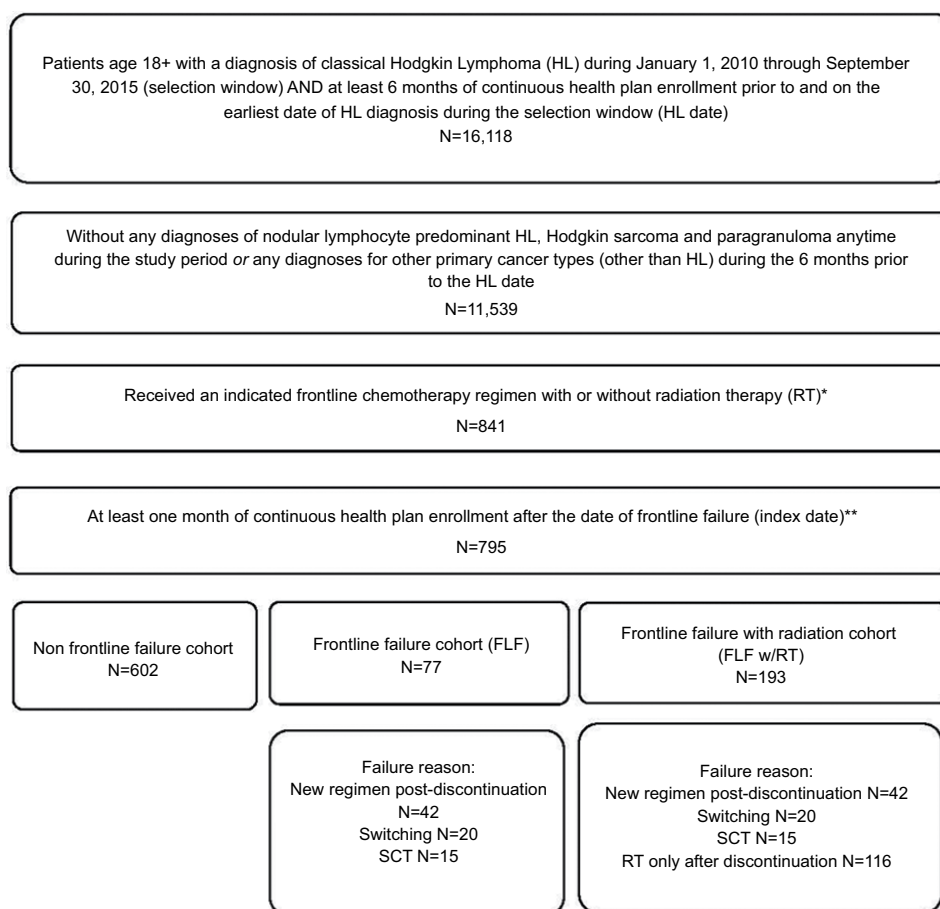 Patients age 18+ with a diagnosis of classical Hodgkin Lymphoma (HL) during January 1, 2010 through September
30, 2015 (selection window) AND at least 6 months of continuous health plan enrollment prior to and on the
earliest date of HL diagnosis during the selection window (HL date)
N=16,118
Without any diagnoses of nodular lymphocyte predominant HL, Hodgkin sarcoma and paragranuloma anytime
during the study period or any diagnoses for other primary cancer types (other than HL) during the 6 months prior
to the HL date
N=11,539
Received an indicated frontline chemotherapy regimen with or without radiation therapy (RT)*
N=841
At least one month of continuous health plan enrollment after the date of frontline failure (index date)**
N=795
Non frontline failure cohort
N=602
Frontline failure cohort (FLF)
N=77
Frontline failure with radiation cohort
(FLF w/RT)
N=193
Failure reason:
New regimen post-discontinuation
N=42
Switching N=20
SCT N=15
Failure reason:
New regimen post-discontinuation N=42
Switching N=20
SCT N=15
RT only after discontinuation N=116